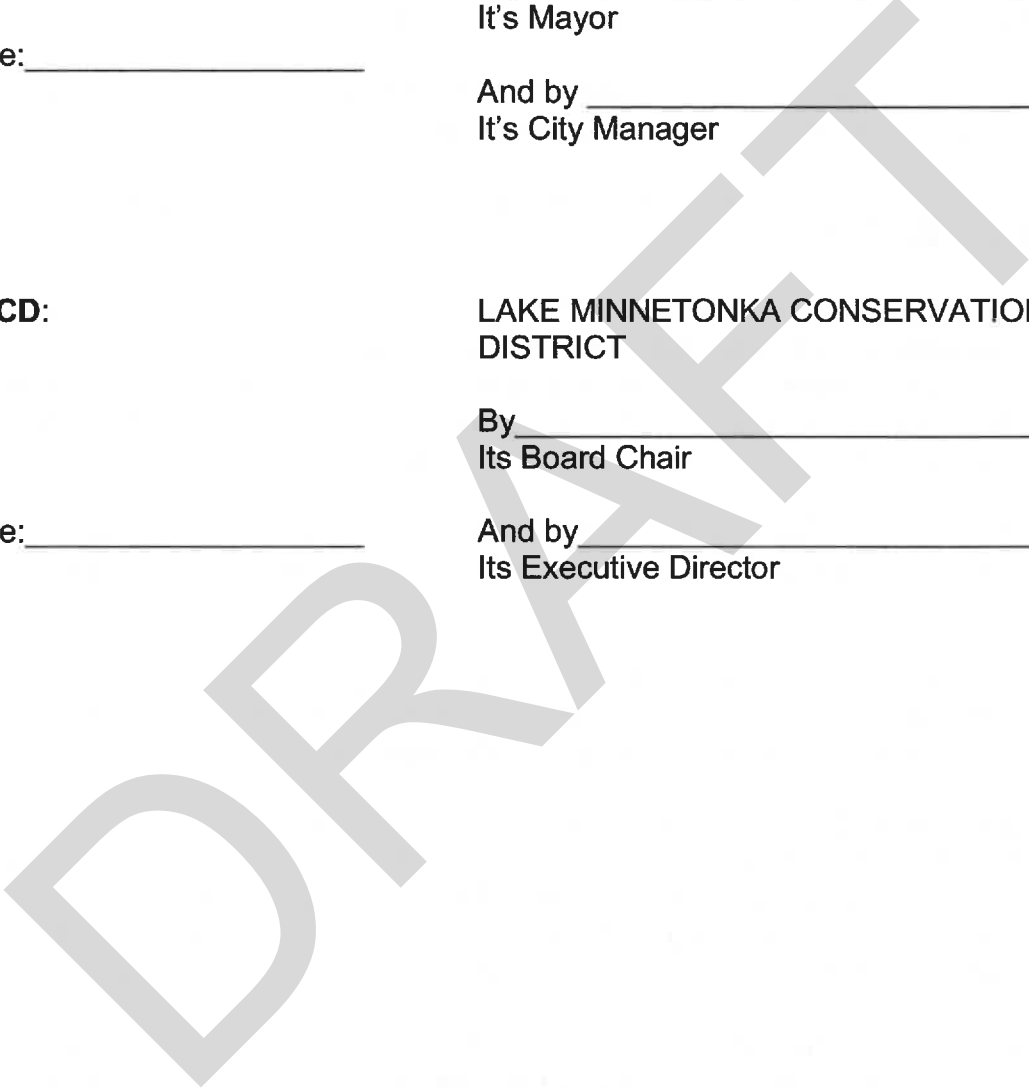 It's Mayor
e:
And by
It's City Manager
CD:
LAKE MINNETONKA CONSERVATION
DISTRICT
By
Its Board Chair
e:
And by
Its Executive Director
DRAFT